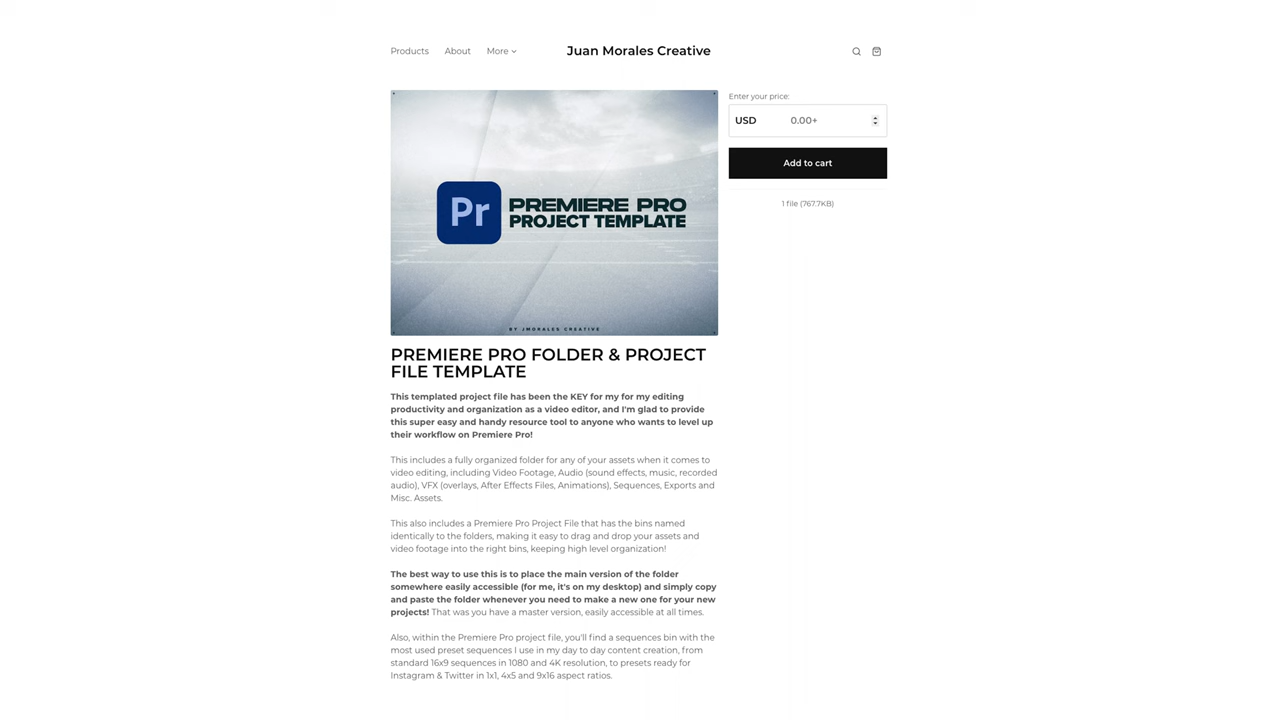 Products About More
Juan Morales Creative
Enter your price:
USD 0.00+
Add to cart
1 file (767.7KB)
Pr
PREMIERE PRO
PROJECT TEMPLATE
BY JMORALES CREATIVE
PREMIERE PRO FOLDER & PROJECT
FILE TEMPLATE
This templated project file has been the KEY for my for my editing
productivity and organization as a video editor, and I'm glad to provide
this super easy and handy resource tool to anyone who wants to level up
their workflow on Premiere Pro!
This includes a fully organized folder for any of your assets when it comes to
video editing, including Video Footage, Audio (sound effects, music, recorded
audio), VFX (overlays, After Effects Files, Animations), Sequences, Exports and
Misc. Assets.
This also includes a Premiere Pro Project File that has the bins named
identically to the folders, making it easy to drag and drop your assets and
video footage into the right bins, keeping high level organization!
The best way to use this is to place the main version of the folder
somewhere easily accessible (for me, it's on my desktop) and simply copy
and paste the folder whenever you need to make a new one for your new
projects! That was you have a master version, easily accessible at all times.
Also, within the Premiere Pro project file, you'll find a sequences bin with the
most used preset sequences I use in my day to day content creation, from
standard 16x9 sequences in 1080 and 4K resolution, to presets ready for
Instagram & Twitter in 1x1, 4x5 and 9x16 aspect ratios.